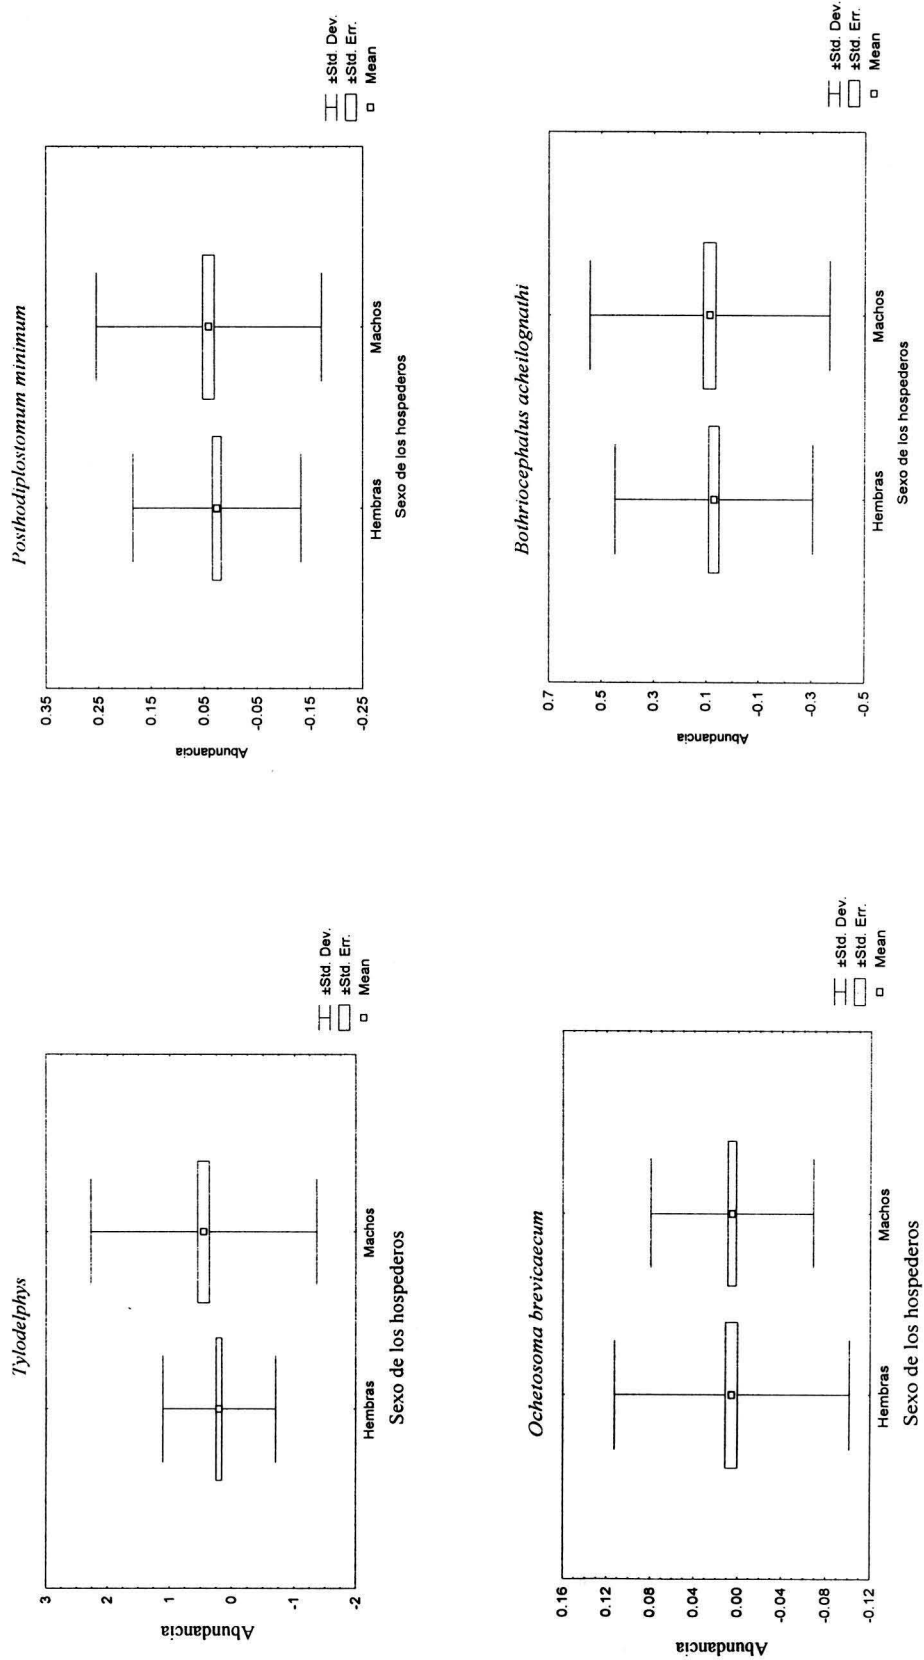 Tylodelphys
3
2
1
0
-1
-2
Abundancia
Hembras
Machos
Sexo de los hospederos
±Std. Dev.
±Std. Err.
Mean
Posthodiplostomum minimum
0.35
0.25
0.15
0.05
-0.05
-0.15
-0.25
Abundancia
Hembras
Machos
Sexo de los hospederos
±Std. Dev.
±Std. Err.
Mean
Ochetosoma brevicaecum
0.16
0.12
0.08
0.04
0.00
-0.04
-0.08
-0.12
Abundancia
Hembras
Machos
Sexo de los hospederos
±Std. Dev.
±Std. Err.
Mean
Bothriocephalus acheilognathi
0.7
0.5
0.3
0.1
-0.1
-0.3
-0.5
Abundancia
Hembras
Machos
Sexo de los hospederos
±Std. Dev.
±Std. Err.
Mean